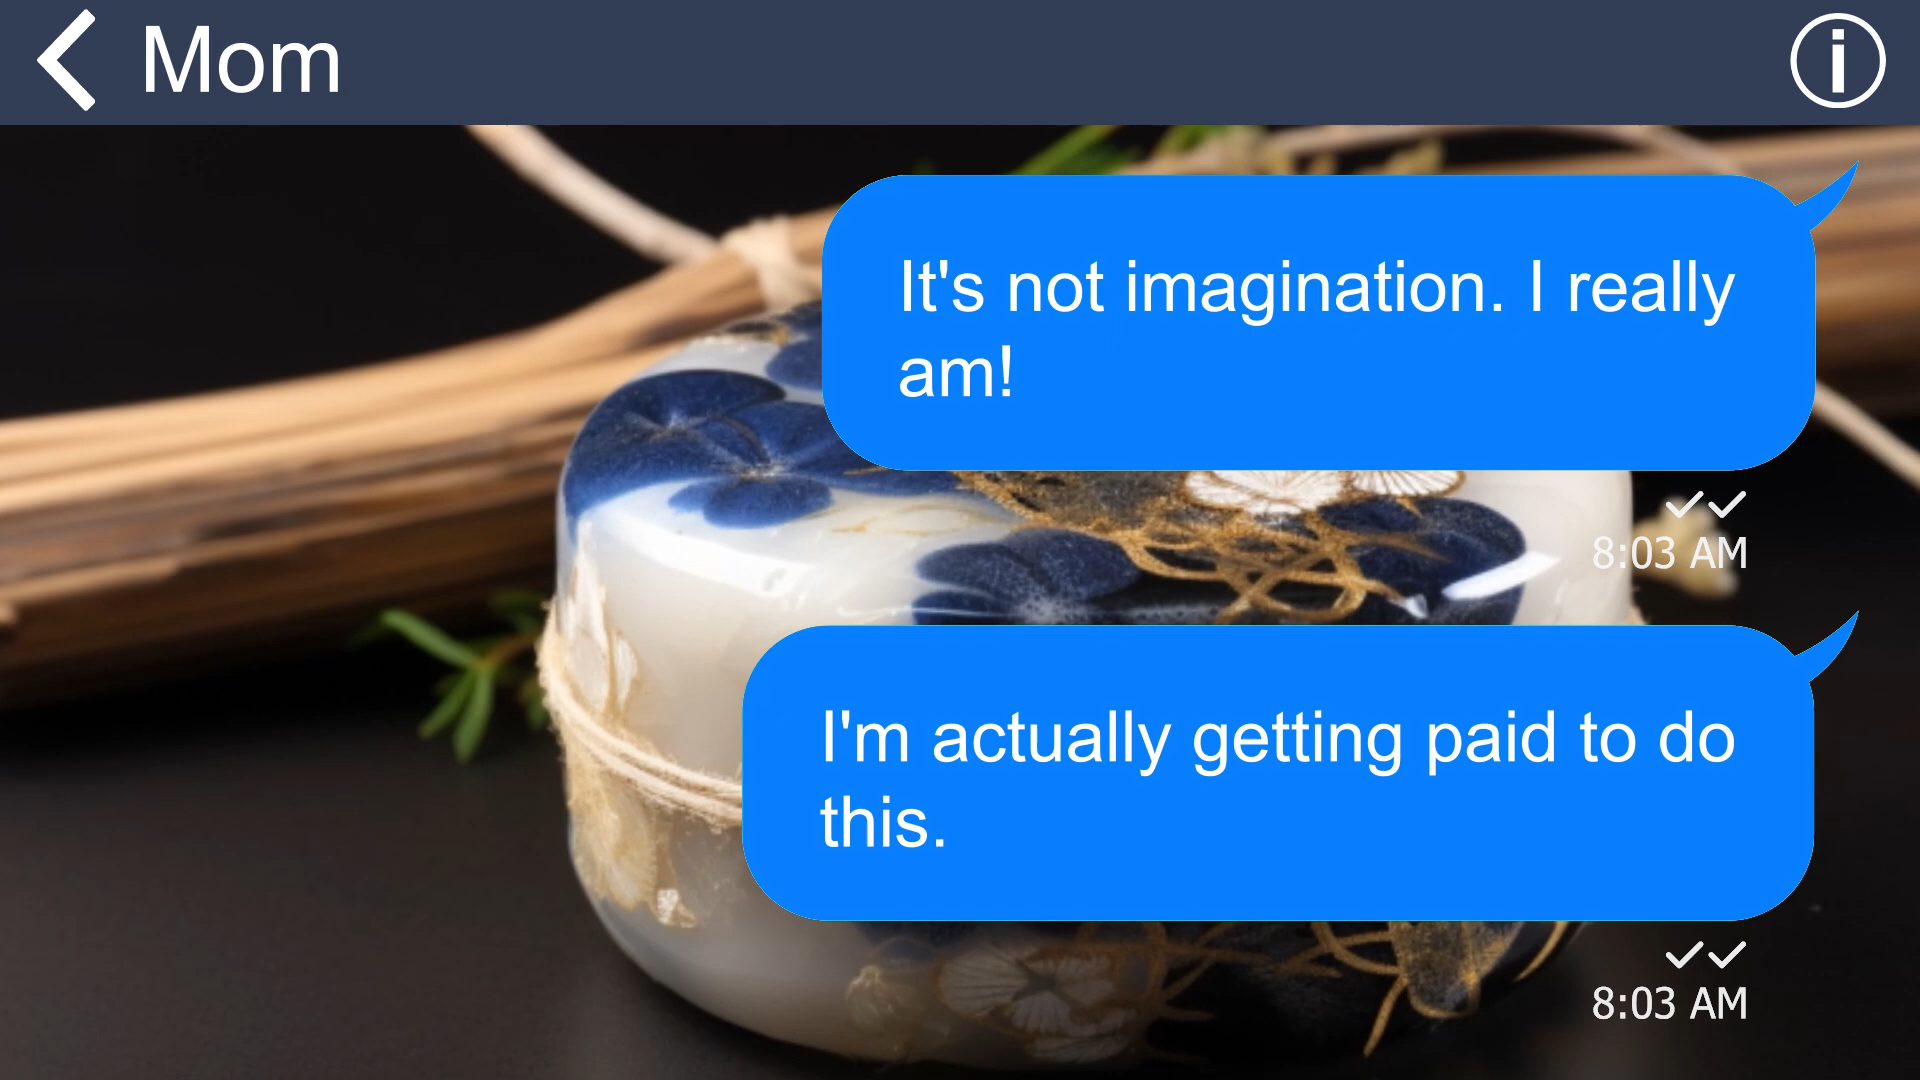 Mom
It's not imagination. I really
am!
8:03 AM
I'm actually getting paid to do
this.
8:03 AM